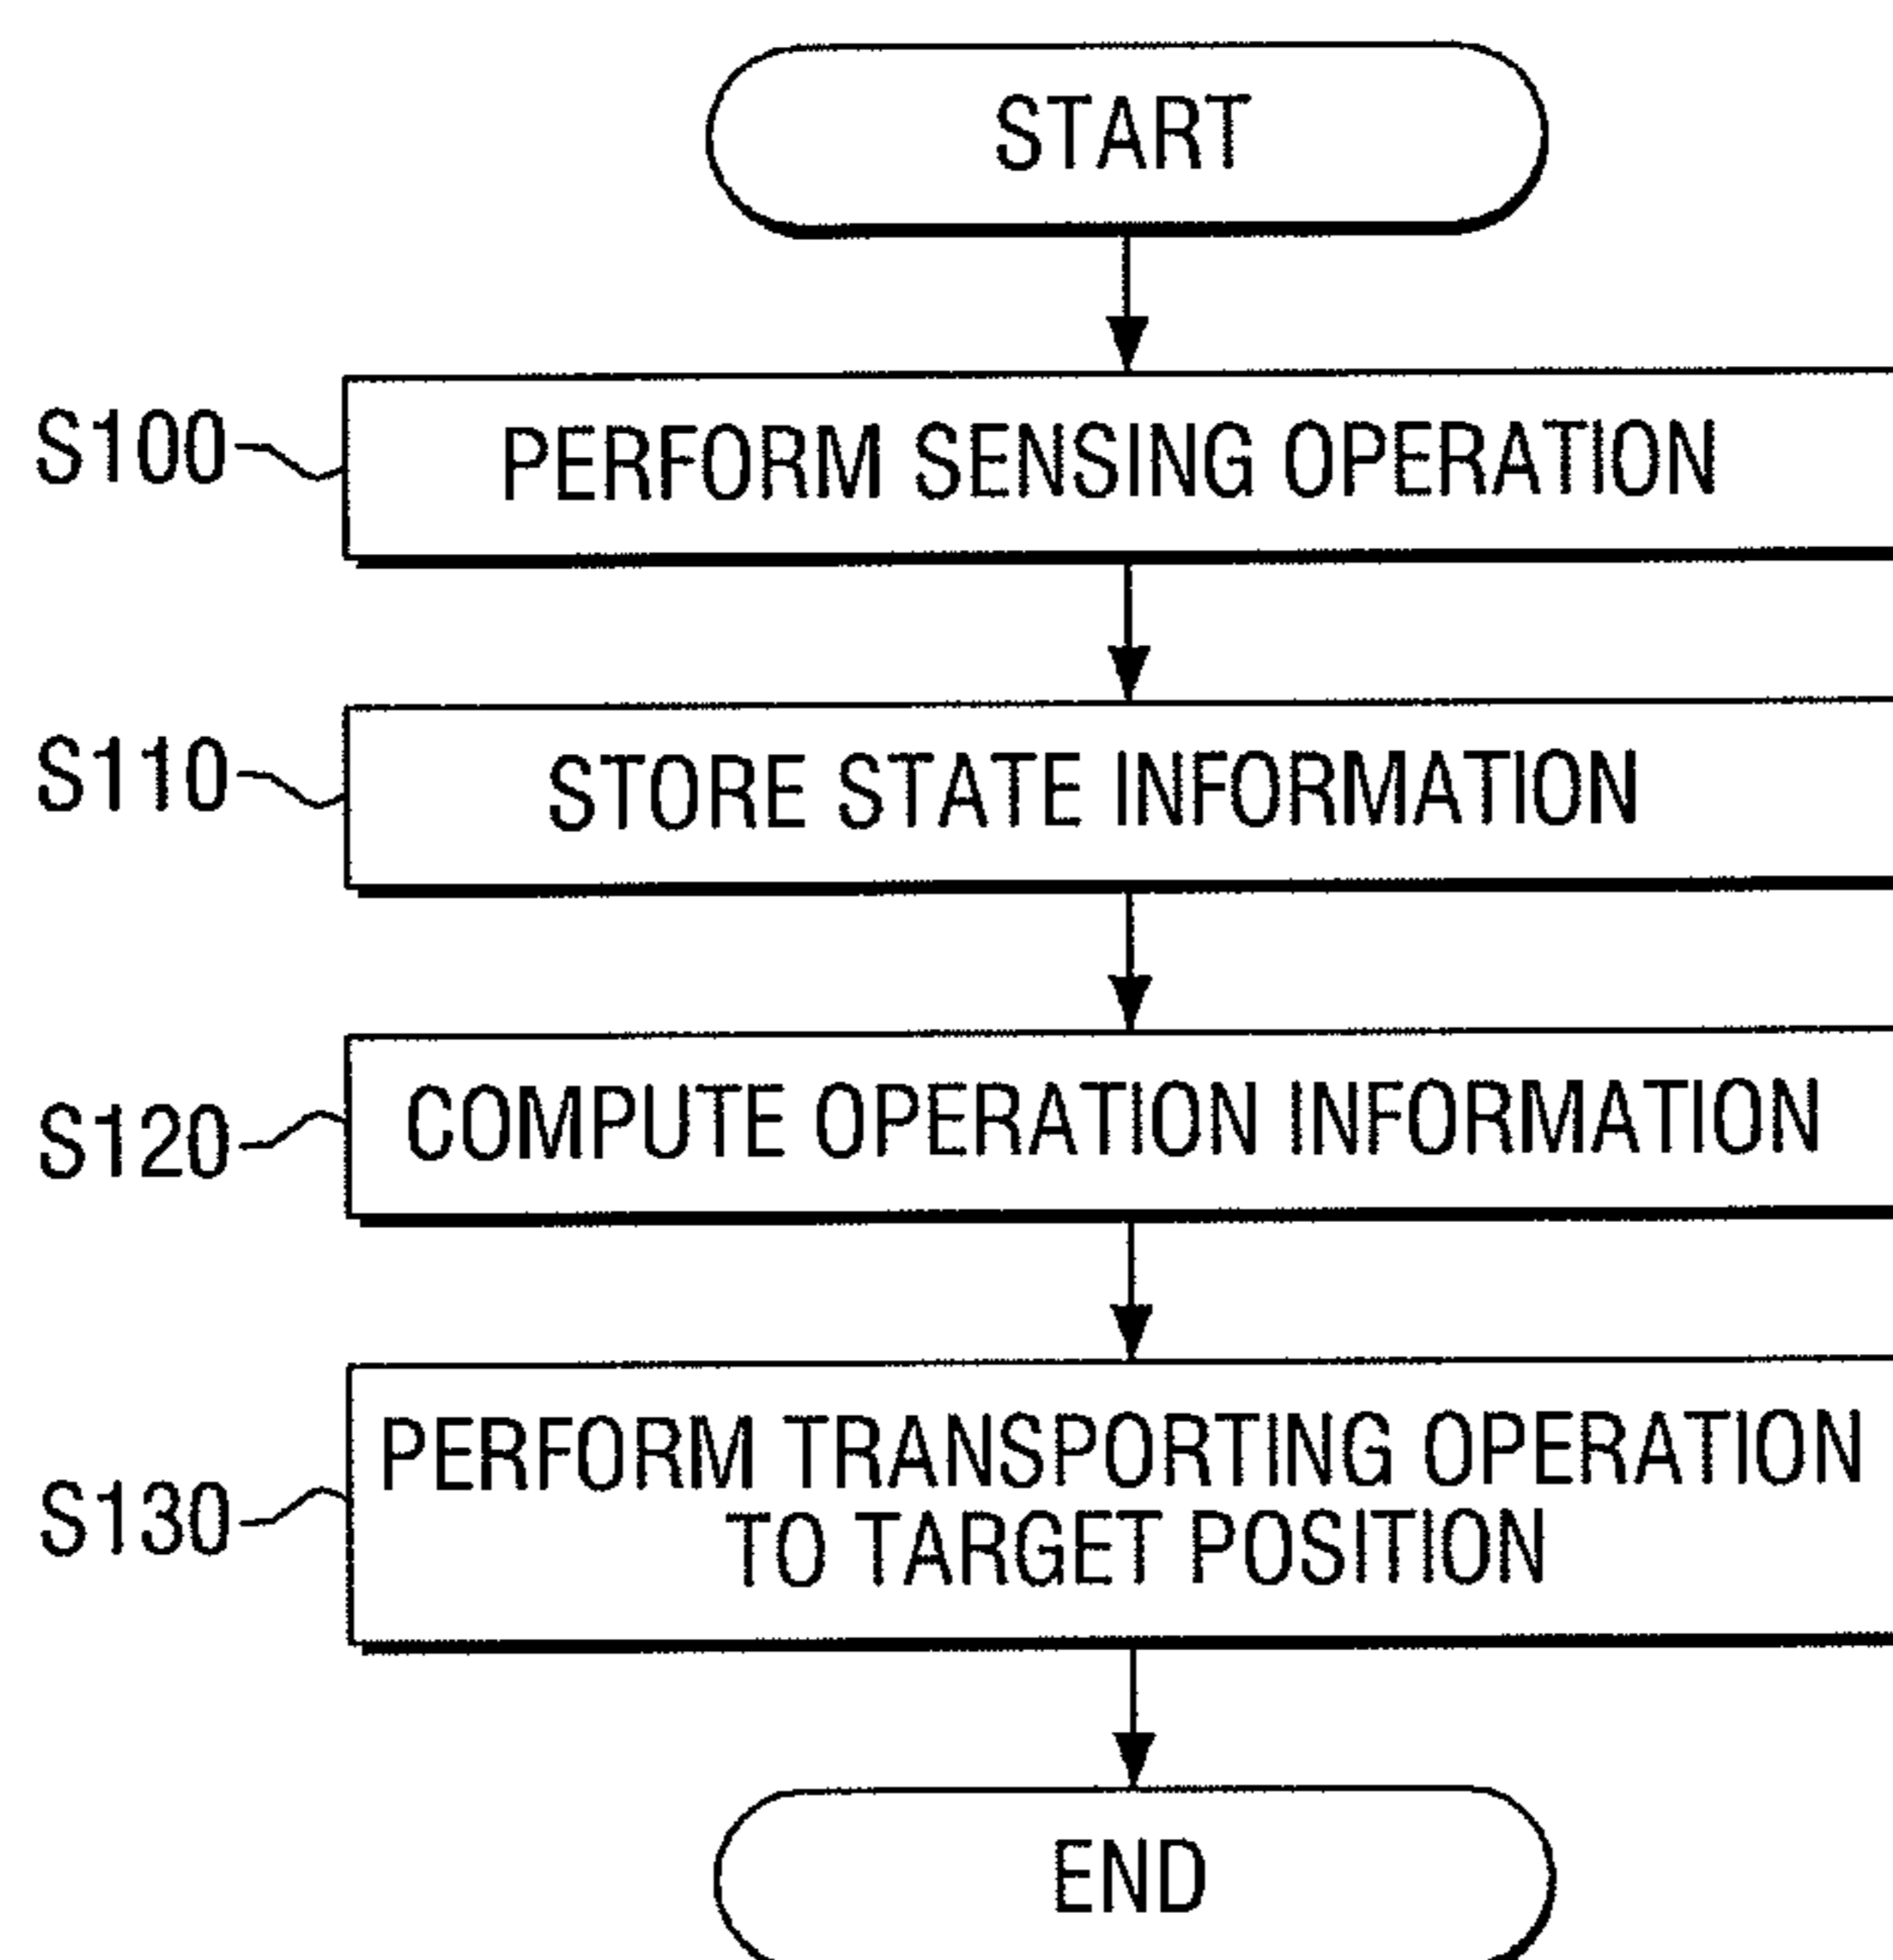 START
S100
PERFORM SENSING OPERATION
S110
STORE STATE INFORMATION
S120
COMPUTE OPERATION INFORMATION
S130
PERFORM TRANSPORTING OPERATION
TO TARGET POSITION
END